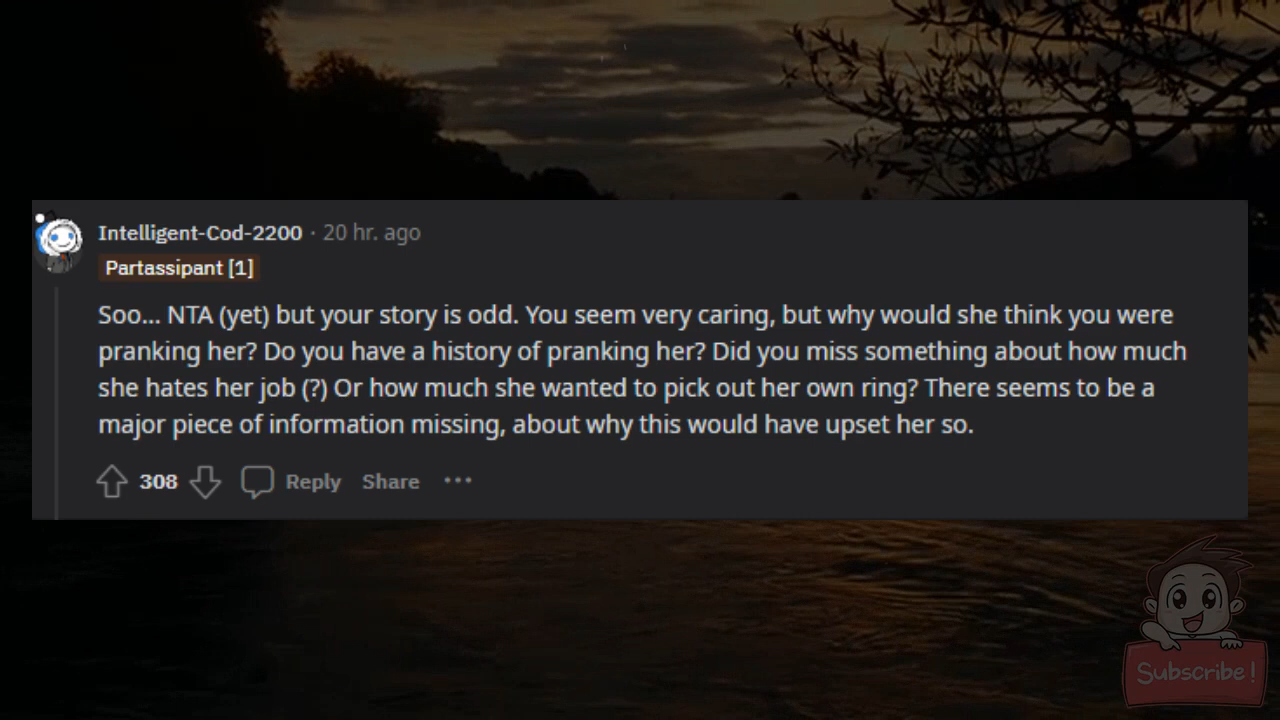 Intelligent-Cod-2200 · 20 hr. ago
Partassipant [1]
Soo... NTA (yet) but your story is odd. You seem very caring, but why would she think you were
pranking her? Do you have a history of pranking her? Did you miss something about how much
she hates her job (?) Or how much she wanted to pick out her own ring? There seems to be a
major piece of information missing, about why this would have upset her so.
308 Reply Share ···
Subscribe!